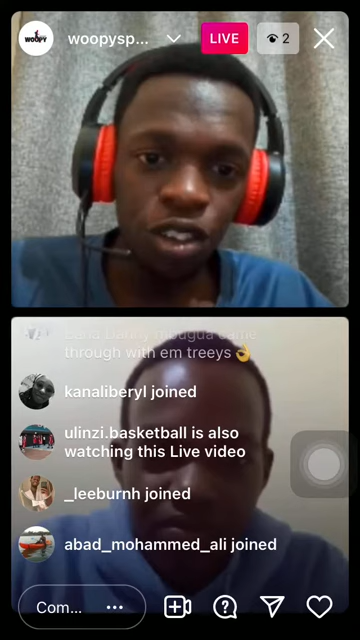 WOOPY
woopysp...
LIVE
2
through with em treeys 👌
kanaliberyl joined
ulinzi.basketball is also
watching this Live video
_leeburnh joined
abad_mohammed_ali joined
Com...